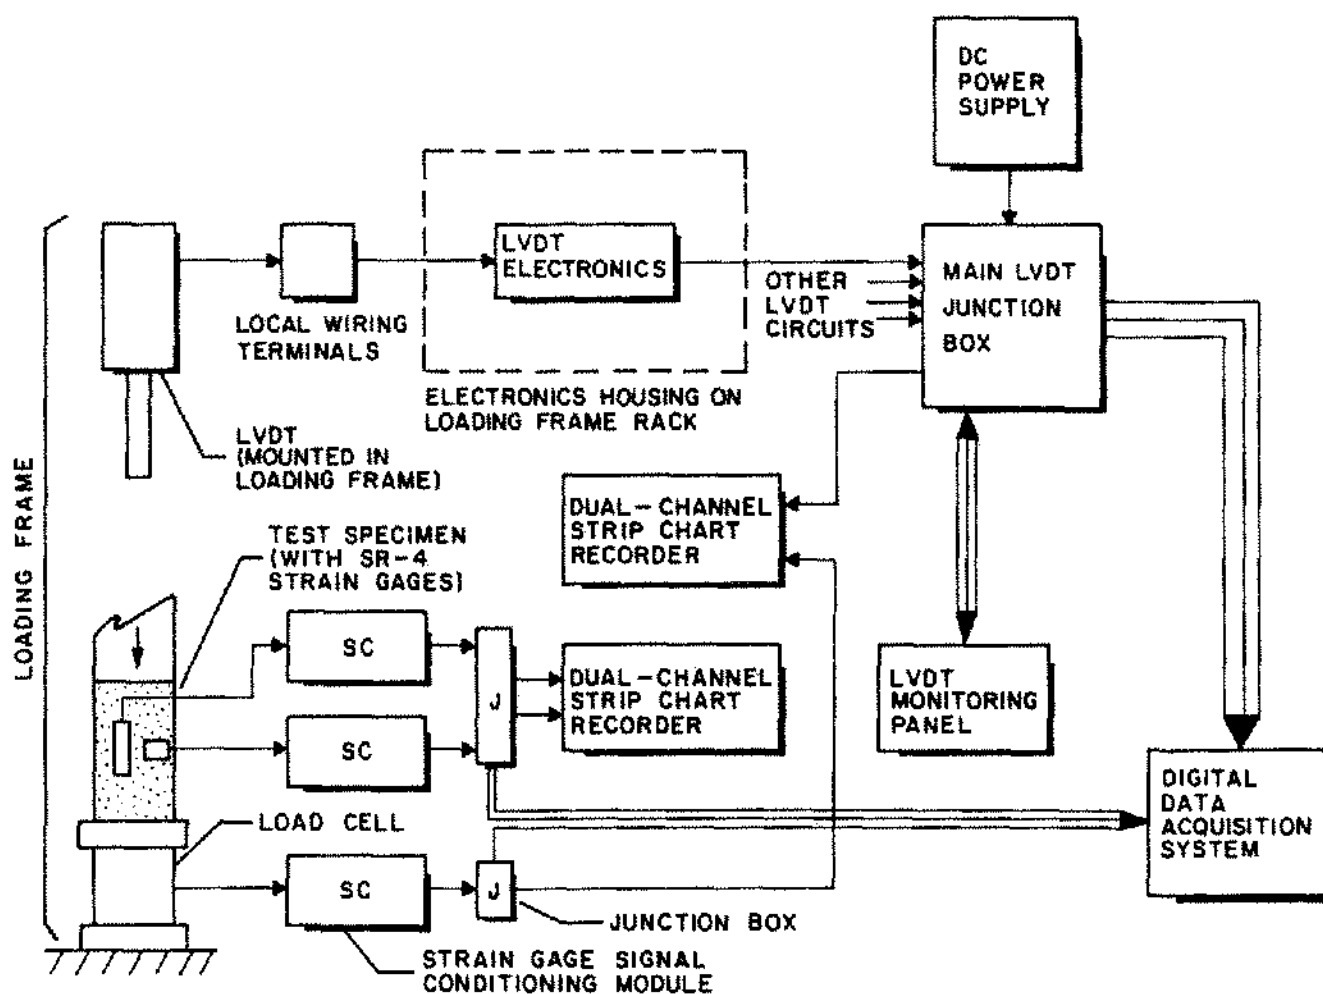 DC
POWER
SUPPLY
LVDT
ELECTRONICS
OTHER
LVDT
CIRCUITS
MAIN LVDT
JUNCTION
BOX
LOCAL WIRING
TERMINALS
ELECTRONICS HOUSING ON
LOADING FRAME RACK
LVDT
(MOUNTED IN
LOADING FRAME)
LOADING FRAME
DUAL-CHANNEL
STRIP CHART
RECORDER
TEST SPECIMEN
(WITH SR-4
STRAIN GAGES)
SC
J
DUAL-CHANNEL
STRIP CHART
RECORDER
LVDT
MONITORING
PANEL
SC
DIGITAL
DATA
ACQUISITION
SYSTEM
LOAD CELL
SC
J
JUNCTION BOX
STRAIN GAGE SIGNAL
CONDITIONING MODULE